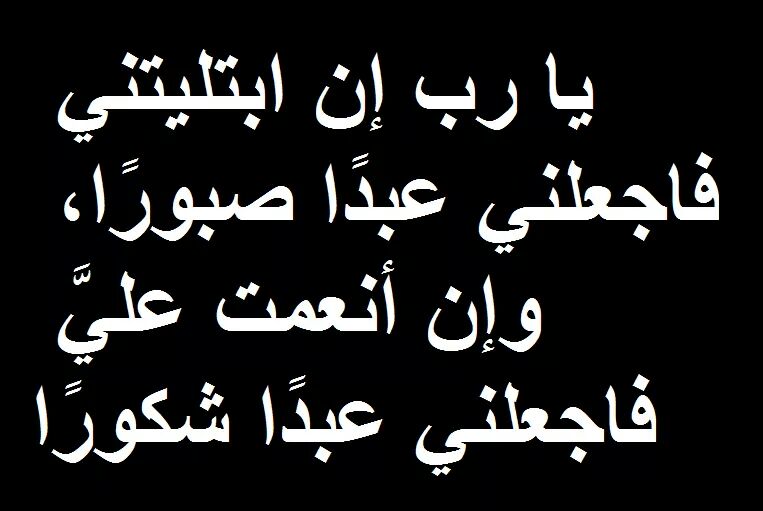 يا رب إن ابتليتني
فاجعلني عبدًا صبورًا،
وإن أنعمت عليَّ
فاجعلني عبدًا شكورًا